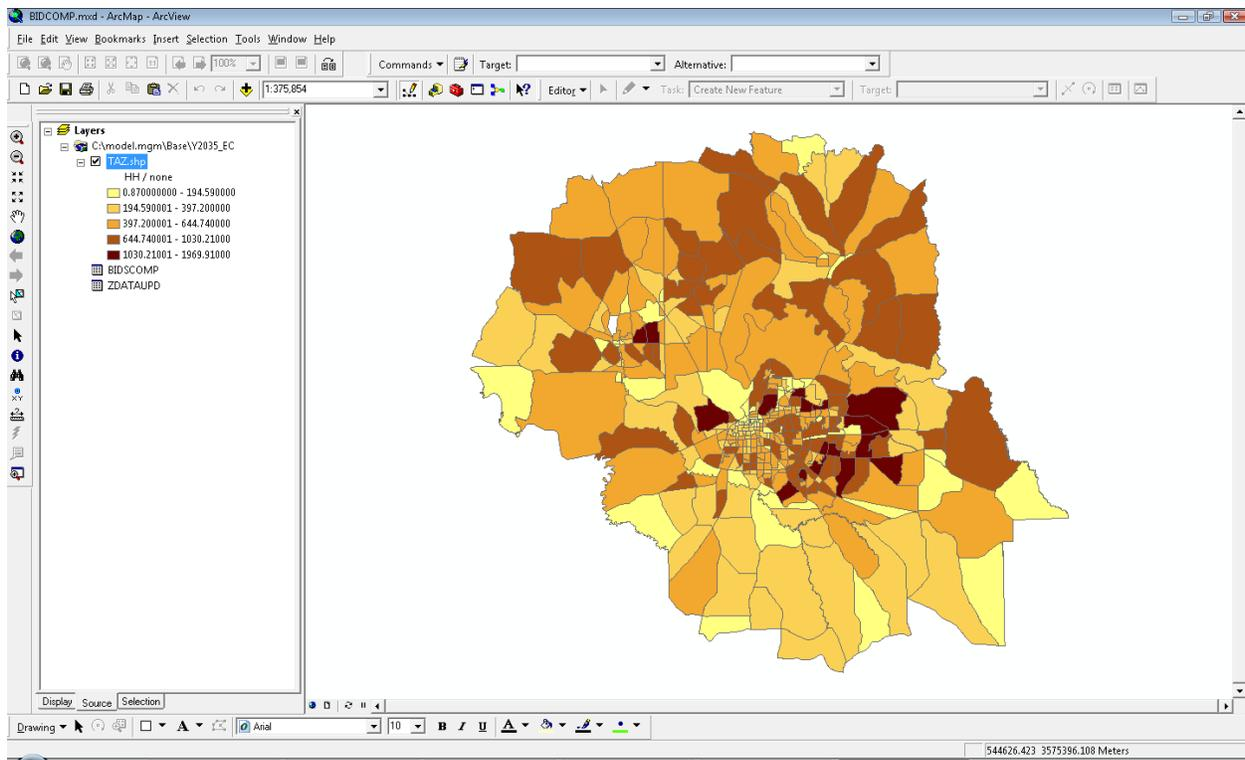 BIDCOMP.mxd - ArcMap - ArcView
File Edit View Bookmarks Insert Selection Tools Window Help
100% Commands Target: Alternative:
1:375,854 Editor Task: Create New Feature Target:
Layers
C:\model.mgm\Base\Y2035_EC
TAZ.shp
HH / none
0.870000000 - 194.590000
194.590001 - 397.200000
397.200001 - 644.740000
644.740001 - 1030.21000
1030.21001 - 1969.91000
BIDSCOMP
ZDATAUPD
Display Source Selection
Drawing A Arial 10 B I U A
544626.423 3575396.108 Meters